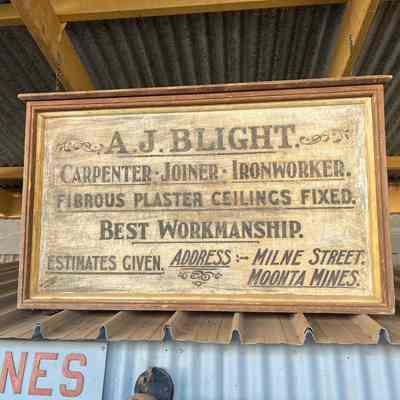 A.J. BLIGHT.
CARPENTER · JOINER · IRONWORKER.
FIBROUS PLASTER CEILINGS FIXED.
BEST WORKMANSHIP.
ESTIMATES GIVEN. ADDRESS :- MILNE STREET.
MOONTA MINES.
NES